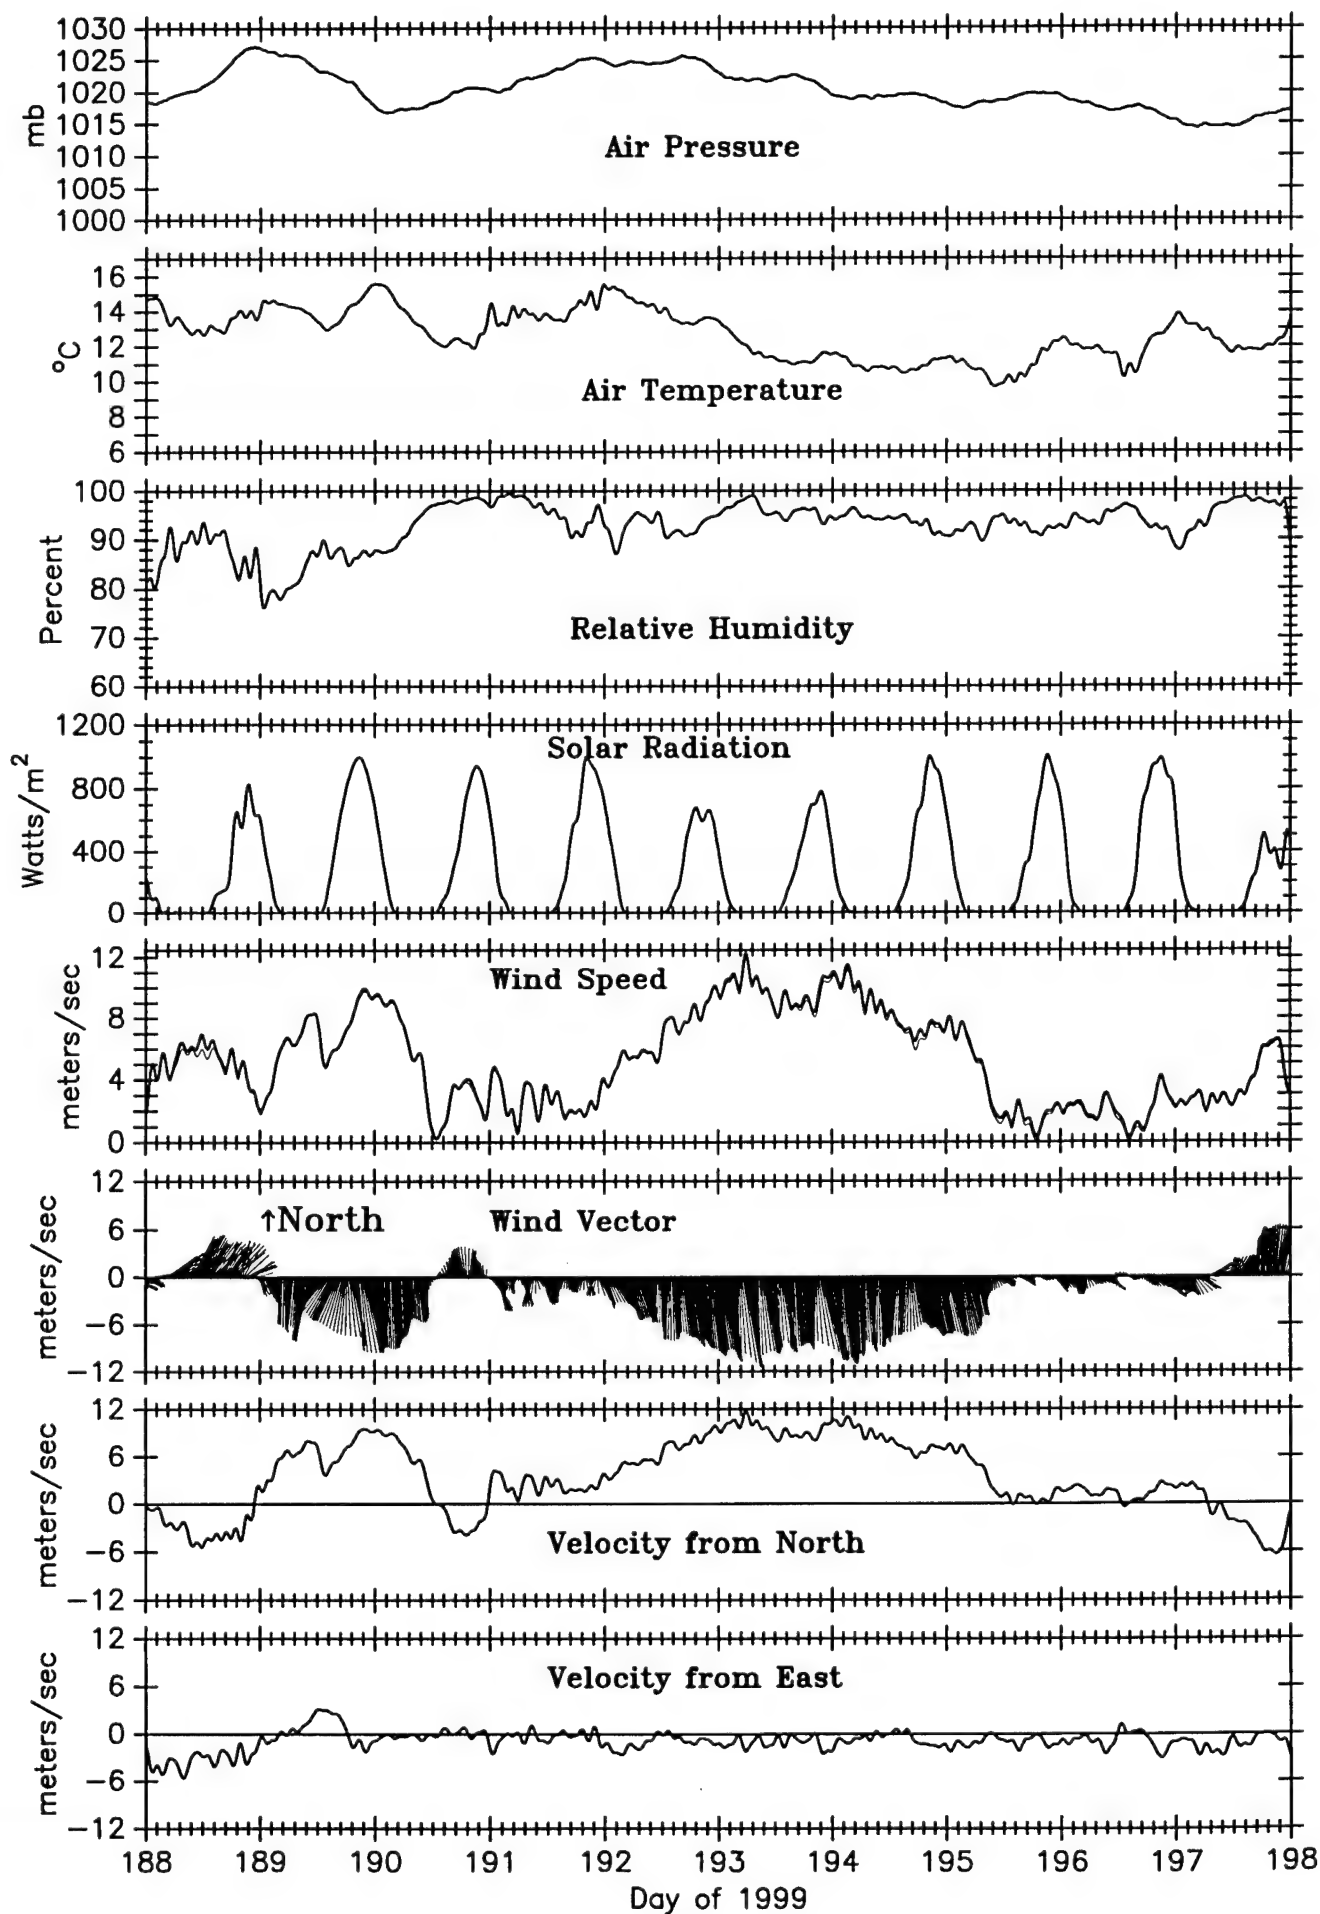 1030
1025
1020
1015
1010
1005
1000
mb
Air Pressure
16
14
12
10
8
6
°C
Air Temperature
100
90
80
70
60
Percent
Relative Humidity
1200
800
400
0
Watts/m²
Solar Radiation
12
8
4
0
meters/sec
Wind Speed
12
6
0
−6
−12
meters/sec
↑North
Wind Vector
12
6
0
−6
−12
meters/sec
Velocity from North
12
6
0
−6
−12
meters/sec
Velocity from East
188 189 190 191 192 193 194 195 196 197 198
Day of 1999